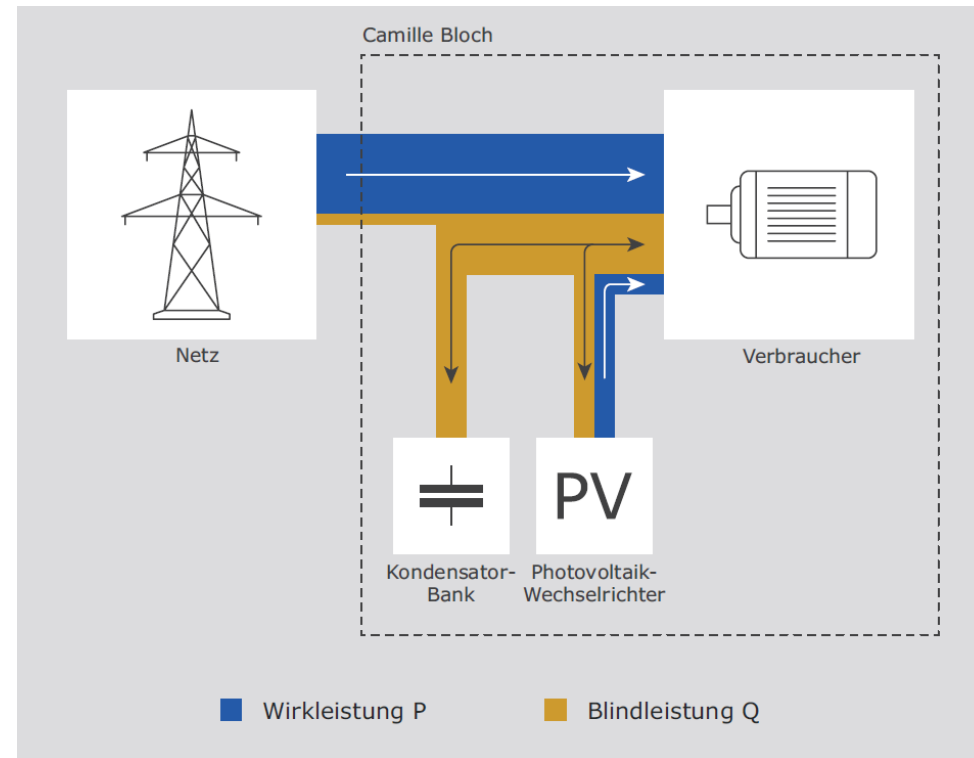 Camille Bloch
Netz
Verbraucher
PV
Kondensator-
Bank
Photovoltaik-
Wechselrichter
Wirkleistung P
Blindleistung Q